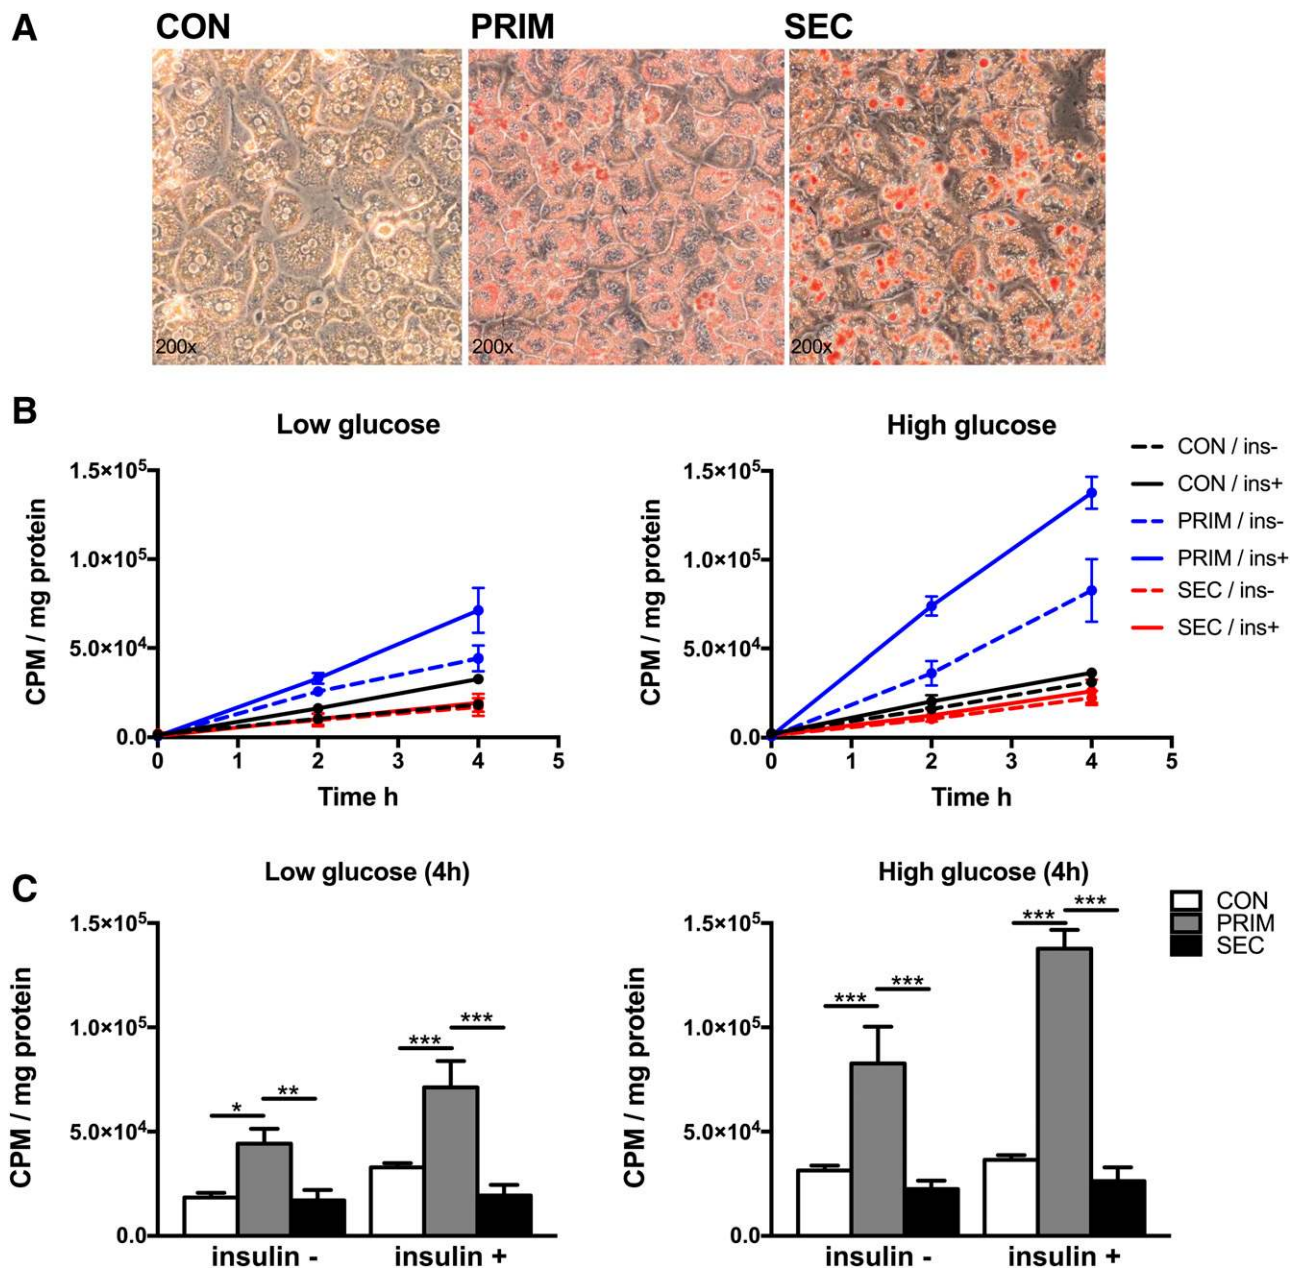 A
CON PRIM SEC
200x 200x 200x
B
Low glucose High glucose
1.5×10⁵
1.0×10⁵
5.0×10⁴
0.0
CPM / mg protein
0 1 2 3 4 5
Time h
1.5×10⁵
1.0×10⁵
5.0×10⁴
0.0
CPM / mg protein
0 1 2 3 4 5
Time h
CON / ins-
CON / ins+
PRIM / ins-
PRIM / ins+
SEC / ins-
SEC / ins+
C
Low glucose (4h) High glucose (4h)
1.5×10⁵
1.0×10⁵
5.0×10⁴
0.0
CPM / mg protein
* ** *** ***
insulin - insulin +
1.5×10⁵
1.0×10⁵
5.0×10⁴
0.0
CPM / mg protein
*** *** *** ***
insulin - insulin +
CON
PRIM
SEC